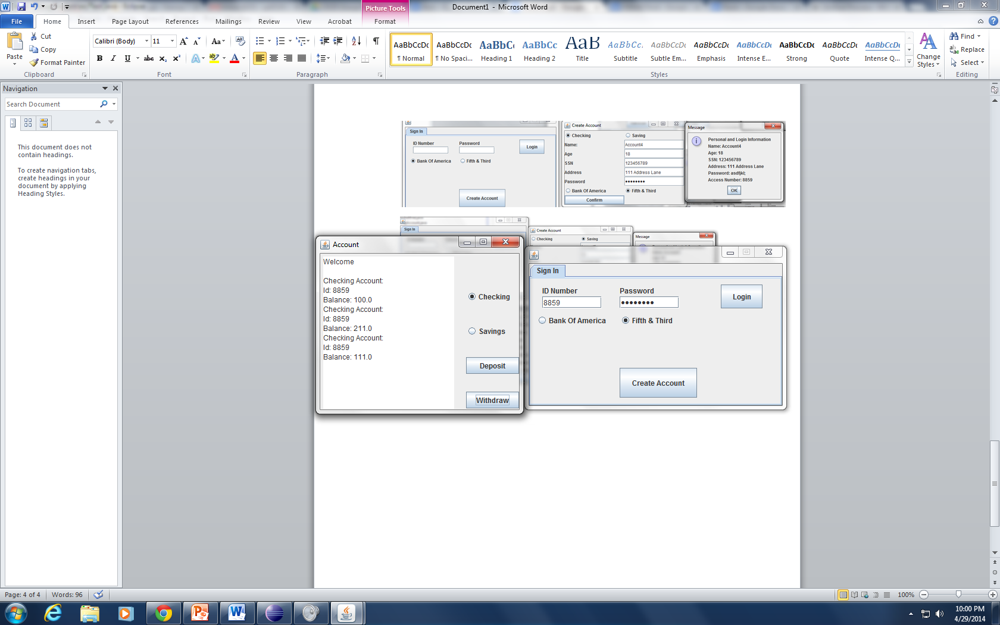 Document1 - Microsoft Word
Picture Tools
File Home Insert Page Layout References Mailings Review View Acrobat Format
Paste
Cut
Copy
Format Painter
Clipboard
Calibri (Body) 11
Font
Paragraph
AaBbCcDc AaBbCcDc AaBbCc AaBbCc AaB AaBbCc. AaBbCcDc AaBbCcDc AaBbCcDc AaBbCcDc AaBbCcDc AaBbCcDc
¶ Normal ¶ No Spaci... Heading 1 Heading 2 Title Subtitle Subtle Em... Emphasis Intense E... Strong Quote Intense Q...
Styles
Change Styles
Find
Replace
Select
Editing
Navigation
Search Document
This document does not
contain headings.
To create navigation tabs,
create headings in your
document by applying
Heading Styles.
Sign In
ID Number Password
Login
Bank Of America Fifth & Third
Create Account
Create Account
Checking Saving
Name: Account4
Age 18
SSN 123456789
Address 111 Address Lane
Password ••••••••
Bank Of America Fifth & Third
Confirm
Message
Personal and Login Information
Name: Account4
Age: 18
SSN: 123456789
Address: 111 Address Lane
Password: asdfjkl;
Access Number: 8859
OK
Sign In
Create Account
Checking Saving
Message
Account
Welcome
Checking Account:
Id: 8859
Balance: 100.0
Checking Account:
Id: 8859
Balance: 211.0
Checking Account:
Id: 8859
Balance: 111.0
Checking
Savings
Deposit
Withdraw
Sign In
ID Number Password
8859 ••••••••
Login
Bank Of America Fifth & Third
Create Account
Page: 4 of 4 Words: 96
100%
10:00 PM
4/29/2014